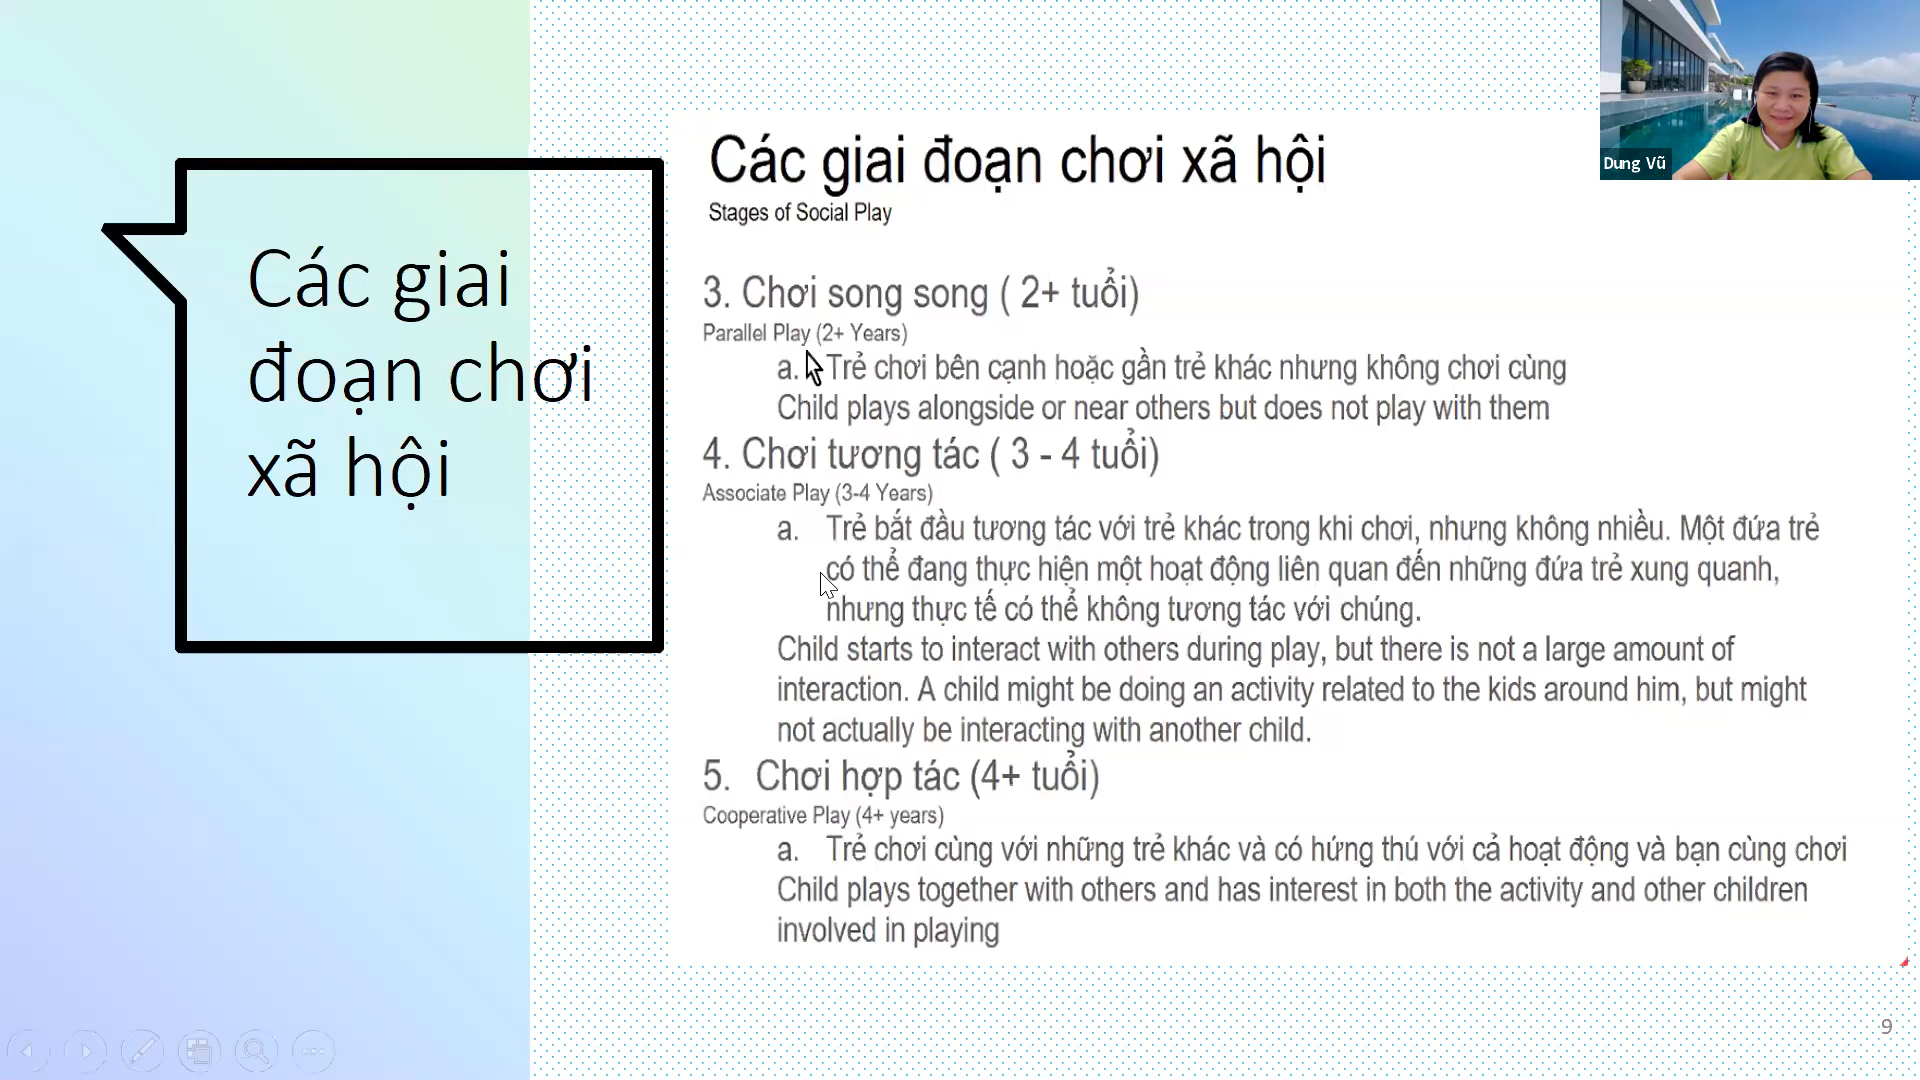 Các giai
đoạn chơi
xã hội
Các giai đoạn chơi xã hội
Stages of Social Play
3. Chơi song song ( 2+ tuổi)
Parallel Play (2+ Years)
a. Trẻ chơi bên cạnh hoặc gần trẻ khác nhưng không chơi cùng
Child plays alongside or near others but does not play with them
4. Chơi tương tác ( 3 - 4 tuổi)
Associate Play (3-4 Years)
a. Trẻ bắt đầu tương tác với trẻ khác trong khi chơi, nhưng không nhiều. Một đứa trẻ
có thể đang thực hiện một hoạt động liên quan đến những đứa trẻ xung quanh,
nhưng thực tế có thể không tương tác với chúng.
Child starts to interact with others during play, but there is not a large amount of
interaction. A child might be doing an activity related to the kids around him, but might
not actually be interacting with another child.
5. Chơi hợp tác (4+ tuổi)
Cooperative Play (4+ years)
a. Trẻ chơi cùng với những trẻ khác và có hứng thú với cả hoạt động và bạn cùng chơi
Child plays together with others and has interest in both the activity and other children
involved in playing
Dung Vũ
9